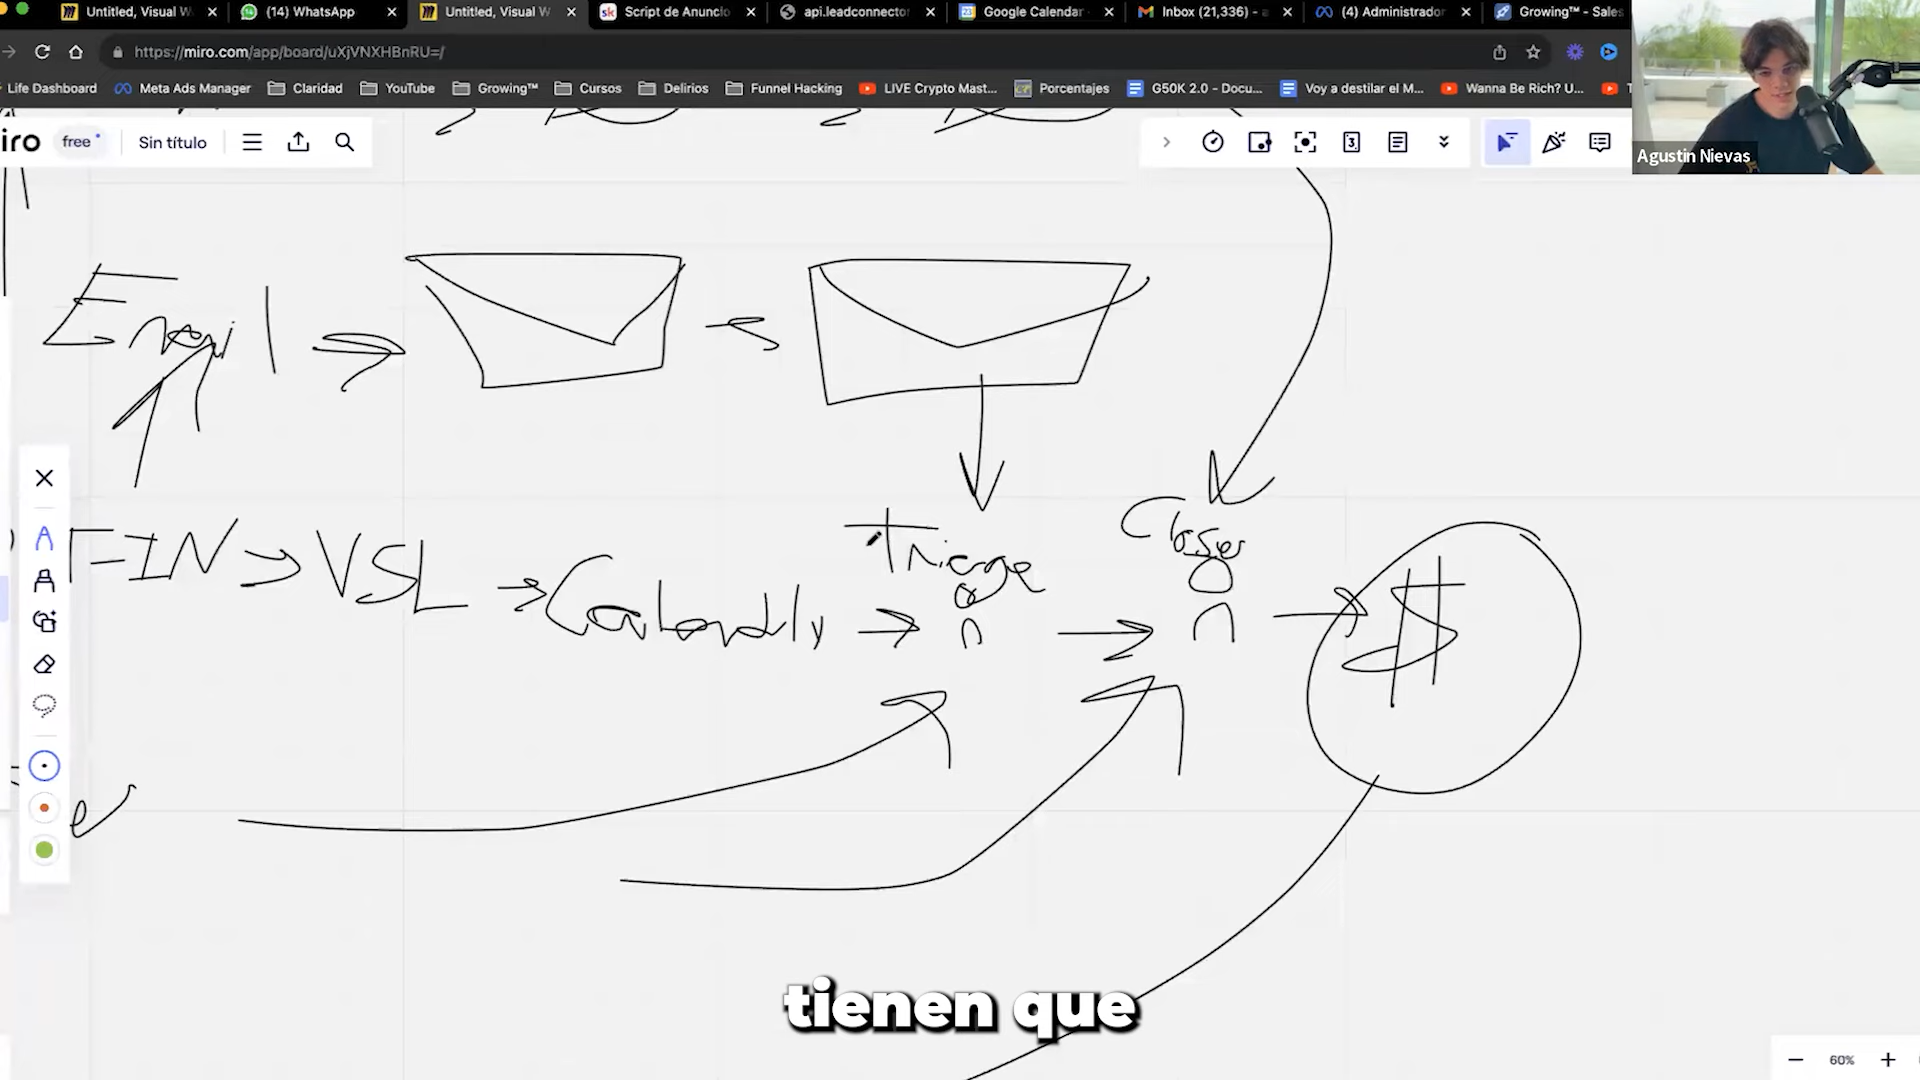 Untitled, Visual W
(14) WhatsApp
Untitled, Visual W
Script de Anuncio
api.leadconnector
Google Calendar
Inbox (21,336) - a
(4) Administrador
Growing™ - Sales
https://miro.com/app/board/uXjVNXHBnRU=/
Life Dashboard
Meta Ads Manager
Claridad
YouTube
Growing™
Cursos
Delirios
Funnel Hacking
LIVE Crypto Mast...
Porcentajes
G50K 2.0 - Docu...
Voy a destilar el M...
Wanna Be Rich? U...
iro
free
Sin título
3
Agustin Nievas
Email
Triage
Closer
FIN → VSL → Calendly → → → $
tienen que
60%